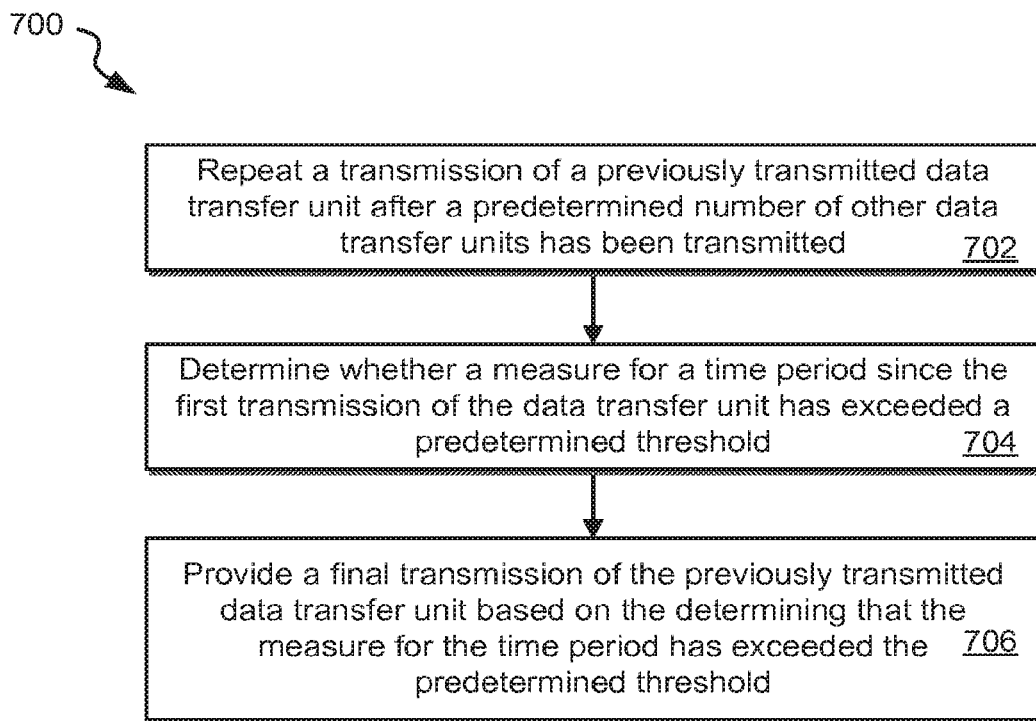 700
Repeat a transmission of a previously transmitted data
transfer unit after a predetermined number of other data
transfer units has been transmitted 702
Determine whether a measure for a time period since the
first transmission of the data transfer unit has exceeded a
predetermined threshold 704
Provide a final transmission of the previously transmitted
data transfer unit based on the determining that the
measure for the time period has exceeded the 706
predetermined threshold